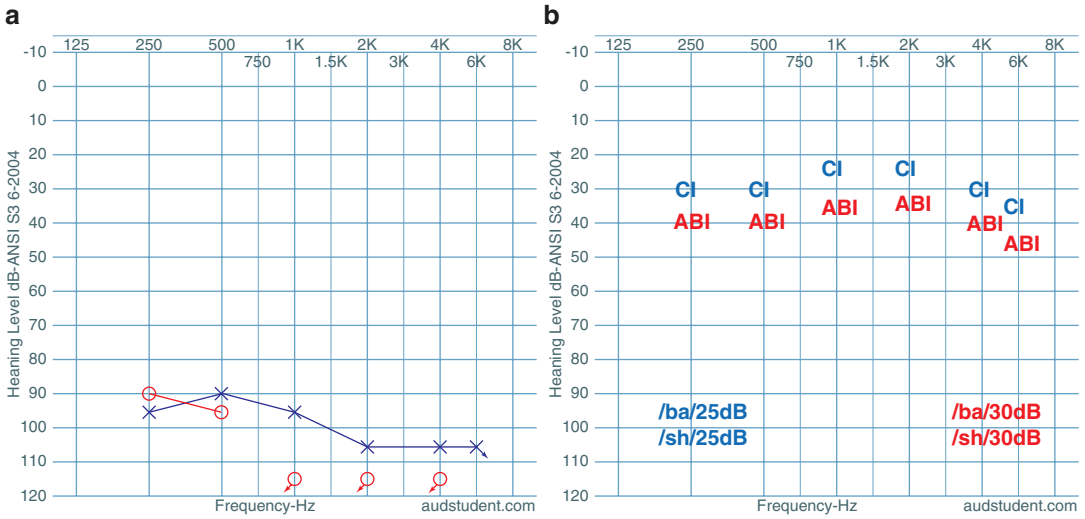 a
125 250 500 1K 2K 4K 8K
750 1.5K 3K 6K
-10
0
10
20
30
40
50
60
70
80
90
100
110
120
Heaning Level dB-ANSI S3 6-2004
Frequency-Hz audstudent.com
b
125 250 500 1K 2K 4K 8K
750 1.5K 3K 6K
-10
0
10
20
30
40
50
60
70
80
90
100
110
120
Heaning Level dB-ANSI S3 6-2004
CI CI CI CI CI CI
ABI ABI ABI ABI ABI ABI
/ba/25dB /ba/30dB
/sh/25dB /sh/30dB
Frequency-Hz audstudent.com